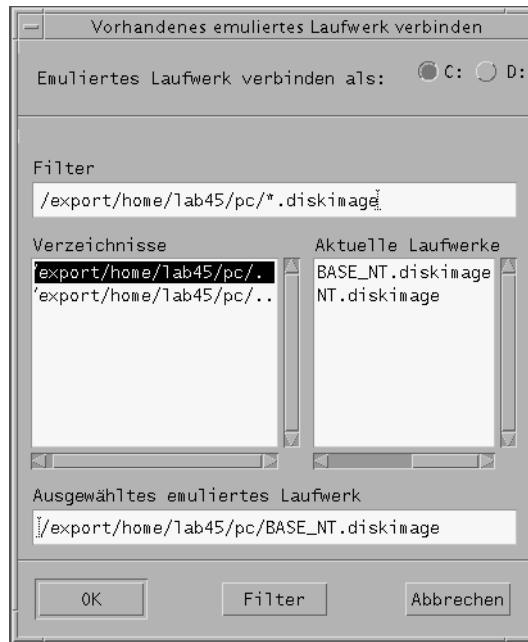 Vorhandenes emuliertes Laufwerk verbinden
Emuliertes Laufwerk verbinden als: C: D:
Filter
/export/home/lab45/pc/*.diskimage
Verzeichnisse
/export/home/lab45/pc/.
/export/home/lab45/pc/..
Aktuelle Laufwerke
BASE_NT.diskimage
NT.diskimage
Ausgewähltes emuliertes Laufwerk
/export/home/lab45/pc/BASE_NT.diskimage
OK Filter Abbrechen